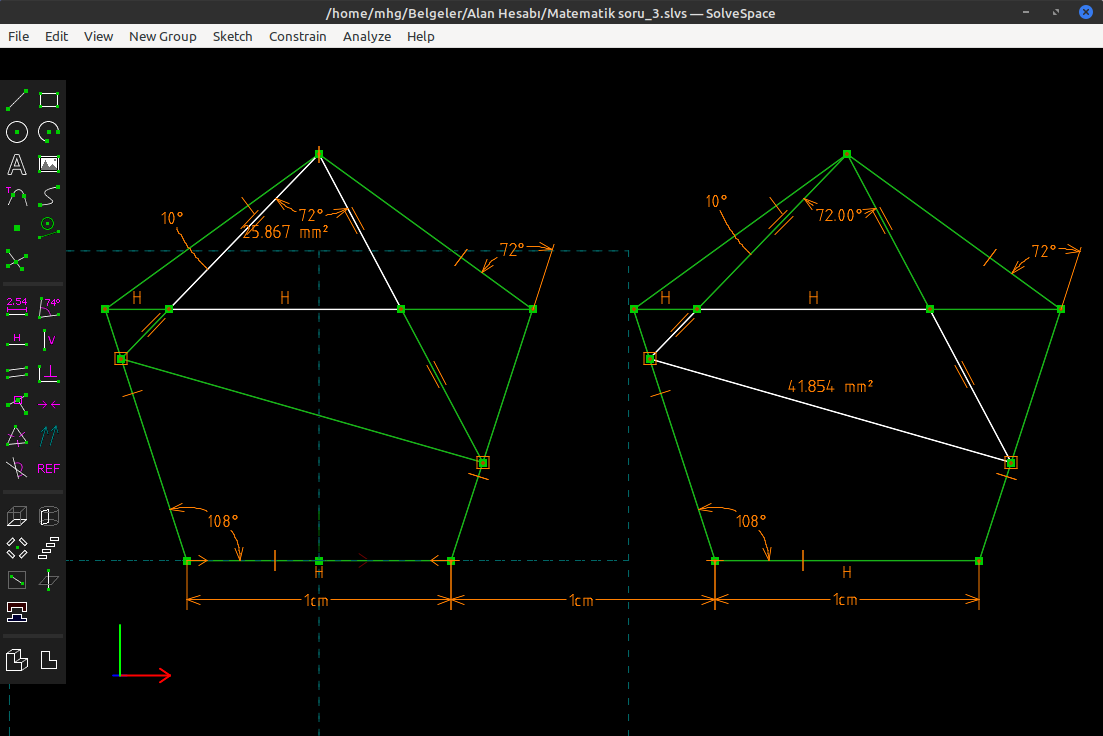 /home/mhg/Belgeler/Alan Hesabı/Matematik soru_3.slvs — SolveSpace
File Edit View New Group Sketch Constrain Analyze Help
A
T
2.54 74°
H V
REF
10° 72° 25.867 mm² 72°
H H
108°
H
1cm
1cm
10° 72.00° 72°
H H
41.854 mm²
108°
H
1cm